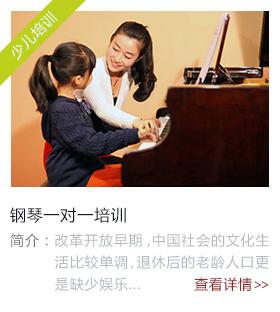 少儿培训
钢琴一对一培训
简介：改革开放早期,中国社会的文化生
活比较单调,退休后的老龄人口更
是缺少娱乐... 查看详情>>